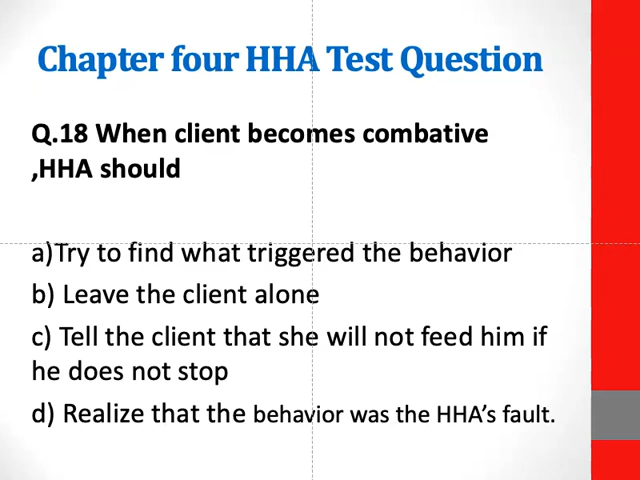 Chapter four HHA Test Question
Q.18 When client becomes combative
,HHA should
a)Try to find what triggered the behavior
b) Leave the client alone
c) Tell the client that she will not feed him if
he does not stop
d) Realize that the behavior was the HHA's fault.